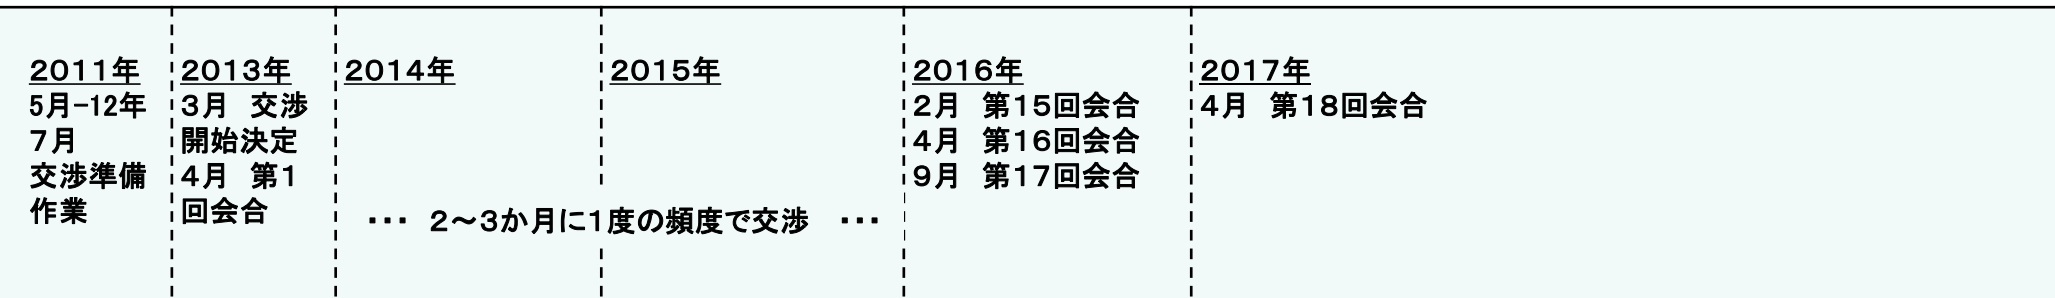 ２０１１年
5月-12年
７月
交渉準備
作業
２０１３年
３月　交渉
開始決定
４月　第１
回会合
２０１４年
２０１５年
･･･　２～３か月に１度の頻度で交渉　･･･
２０１６年
２月　第１５回会合
４月　第１６回会合
９月　第１７回会合
２０１７年
４月　第１８回会合